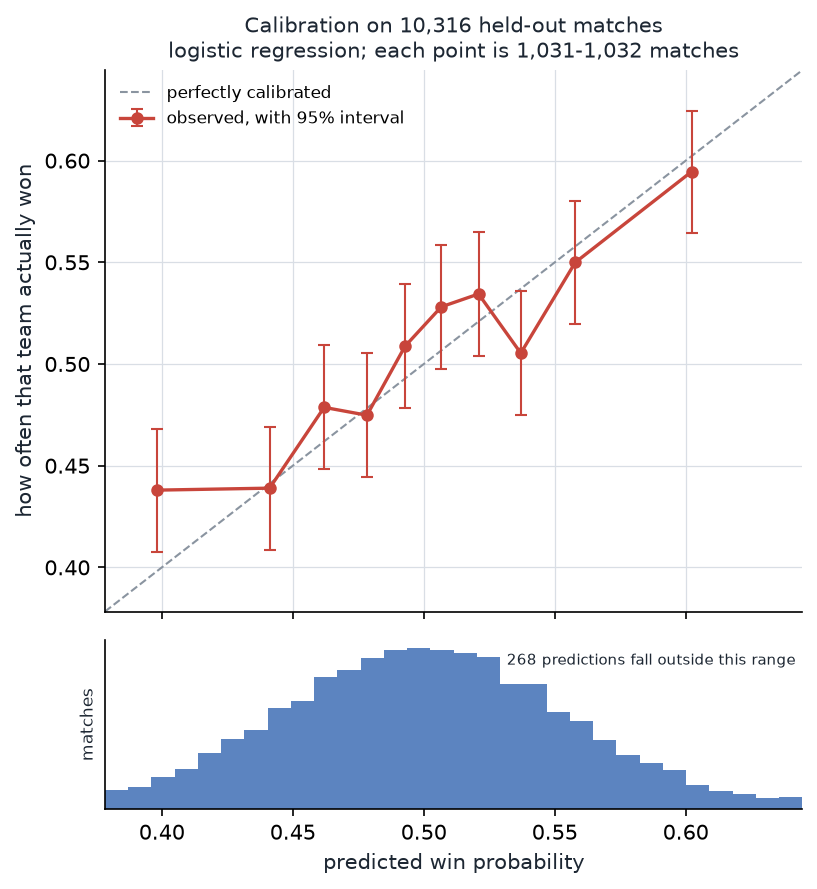 Calibration on 10,316 held-out matches
logistic regression; each point is 1,031-1,032 matches
perfectly calibrated
observed, with 95% interval
how often that team actually won
0.60
0.55
0.50
0.45
0.40
268 predictions fall outside this range
matches
0.40 0.45 0.50 0.55 0.60
predicted win probability